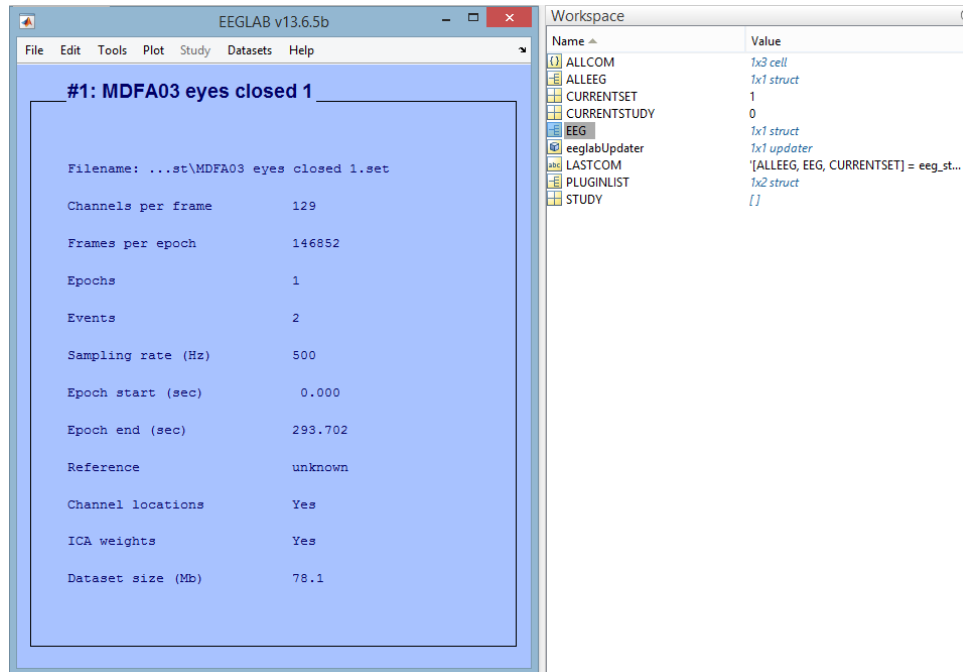 EEGLAB v13.6.5b
File Edit Tools Plot Study Datasets Help
#1: MDFA03 eyes closed 1
Filename: ...st\MDFA03 eyes closed 1.set
Channels per frame 129
Frames per epoch 146852
Epochs 1
Events 2
Sampling rate (Hz) 500
Epoch start (sec) 0.000
Epoch end (sec) 293.702
Reference unknown
Channel locations Yes
ICA weights Yes
Dataset size (Mb) 78.1
Workspace
Name Value
ALLCOM 1x3 cell
ALLEEG 1x1 struct
CURRENTSET 1
CURRENTSTUDY 0
EEG 1x1 struct
eeglabUpdater 1x1 updater
abc LASTCOM '[ALLEEG, EEG, CURRENTSET] = eeg_st...
PLUGINLIST 1x2 struct
STUDY []